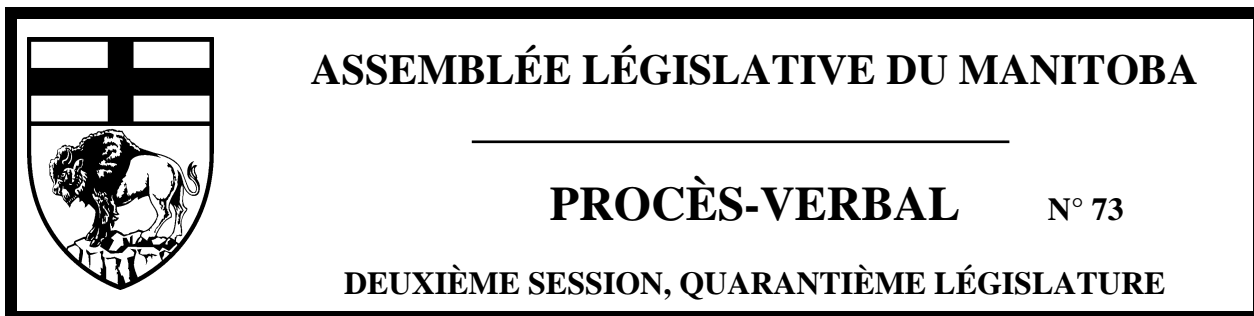 ASSEMBLÉE LÉGISLATIVE DU MANITOBA
PROCÈS-VERBAL N° 73
DEUXIÈME SESSION, QUARANTIÈME LÉGISLATURE